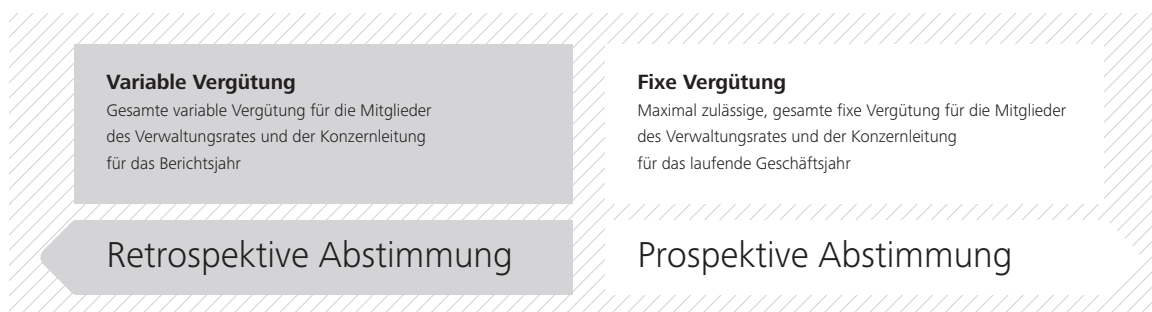 Variable Vergütung
Gesamte variable Vergütung für die Mitglieder
des Verwaltungsrates und der Konzernleitung
für das Berichtsjahr
Retrospektive Abstimmung
Fixe Vergütung
Maximal zulässige, gesamte fixe Vergütung für die Mitglieder
des Verwaltungsrates und der Konzernleitung
für das laufende Geschäftsjahr
Prospektive Abstimmung